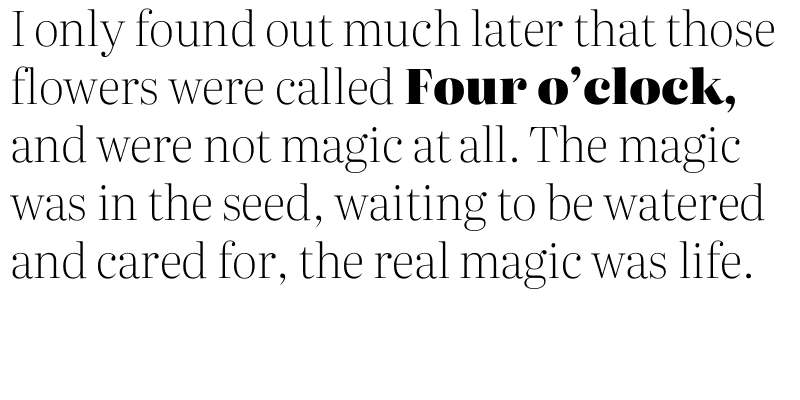 I only found out much later that those
flowers were called Four o’clock,
and were not magic at all. The magic
was in the seed, waiting to be watered
and cared for, the real magic was life.